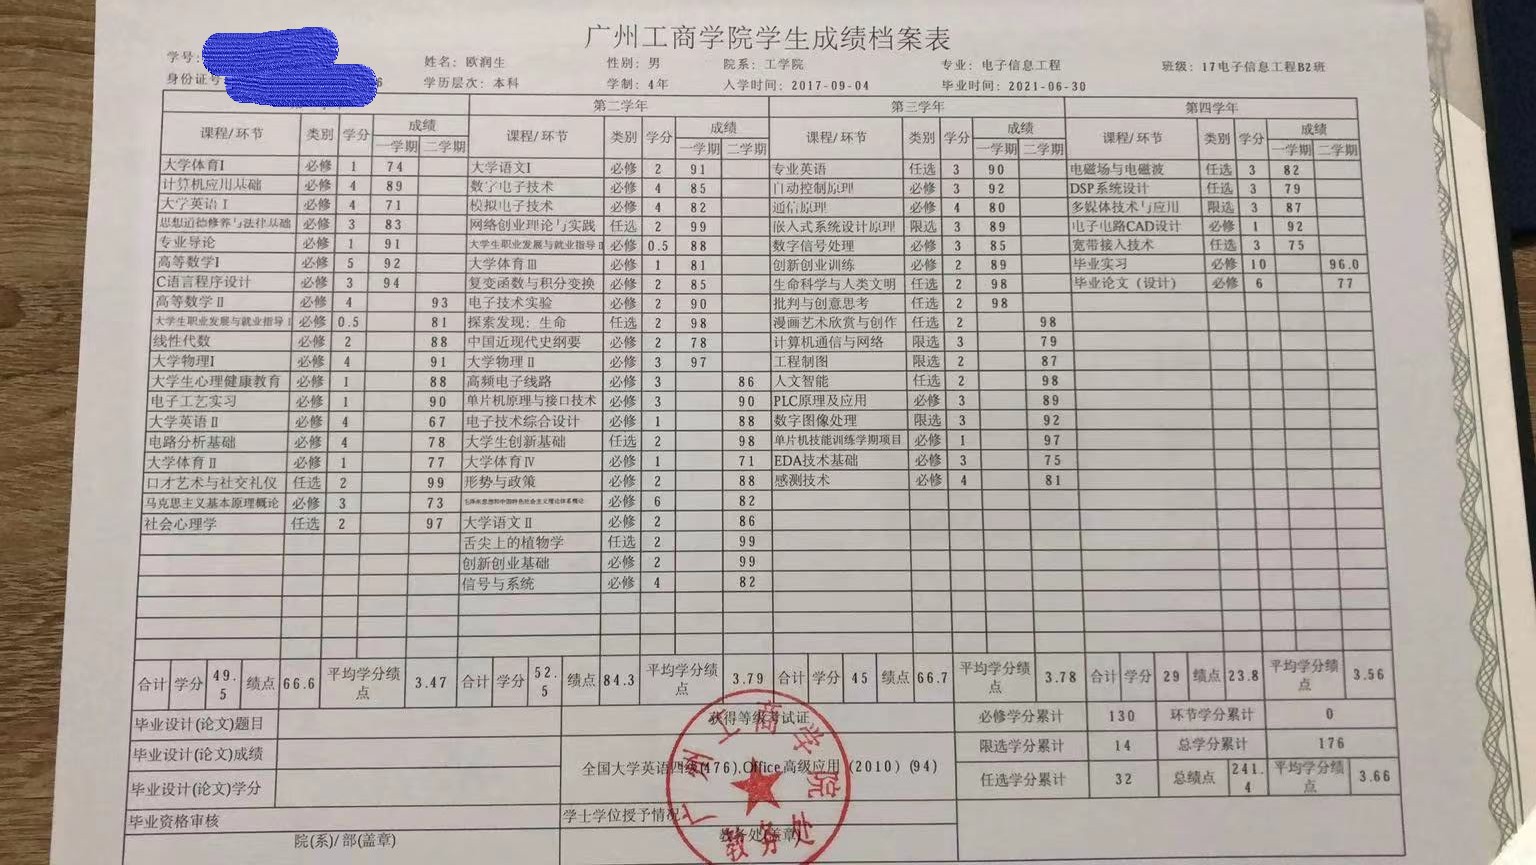 广州工商学院学生成绩档案表
学号: 姓名: 欧润生 性别: 男 院系: 工学院 专业: 电子信息工程 班级: 17电子信息工程B2班
身份证号 6 学历层次: 本科 学制: 4年 入学时间: 2017-09-04 毕业时间: 2021-06-30
第二学年 第三学年 第四学年
课程/环节 类别 学分 成绩 课程/环节 类别 学分 成绩 课程/环节 类别 学分 成绩 课程/环节 类别 学分 成绩
一学期 二学期 一学期 二学期 一学期 二学期 一学期 二学期
大学体育Ⅰ 必修 1 74 大学语文Ⅰ 必修 2 91 专业英语 任选 3 90 电磁场与电磁波 任选 3 82
计算机应用基础 必修 4 89 数字电子技术 必修 4 85 自动控制原理 必修 3 92 DSP系统设计 任选 3 79
大学英语Ⅰ 必修 4 71 模拟电子技术 必修 4 82 通信原理 必修 4 80 多媒体技术与应用 限选 3 87
思想道德修养与法律基础 必修 3 83 网络创业理论与实践 任选 2 99 嵌入式系统设计原理 限选 3 89 电子电路CAD设计 必修 1 92
专业导论 必修 1 91 大学生职业发展与就业指导Ⅱ 必修 0.5 88 数字信号处理 必修 3 85 宽带接入技术 任选 3 75
高等数学Ⅰ 必修 5 92 大学体育Ⅲ 必修 1 81 创新创业训练 必修 2 89 毕业实习 必修 10 96.0
C语言程序设计 必修 3 94 复变函数与积分变换 必修 2 85 生命科学与人类文明 任选 2 98 毕业论文(设计) 必修 6 77
高等数学Ⅱ 必修 4 93 电子技术实验 必修 2 90 批判与创意思考 任选 2 98
大学生职业发展与就业指导Ⅰ 必修 0.5 81 探索发现: 生命 任选 2 98 漫画艺术欣赏与创作 任选 2 98
线性代数 必修 2 88 中国近现代史纲要 必修 2 78 计算机通信与网络 限选 3 79
大学物理Ⅰ 必修 4 91 大学物理Ⅱ 必修 3 97 工程制图 限选 2 87
大学生心理健康教育 必修 1 88 高频电子线路 必修 3 86 人文智能 任选 2 98
电子工艺实习 必修 1 90 单片机原理与接口技术 必修 3 90 PLC原理及应用 必修 3 89
大学英语Ⅱ 必修 4 67 电子技术综合设计 必修 1 88 数字图像处理 限选 3 92
电路分析基础 必修 4 78 大学生创新基础 任选 2 98 单片机技能训练学期项目 必修 1 97
大学体育Ⅱ 必修 1 77 大学体育Ⅳ 必修 1 71 EDA技术基础 必修 3 75
口才艺术与社交礼仪 任选 2 99 形势与政策 必修 2 88 感测技术 必修 4 81
马克思主义基本原理概论 必修 3 73 毛泽东思想和中国特色社会主义理论体系概论 必修 6 82
社会心理学 任选 2 97 大学语文Ⅱ 必修 2 86
舌尖上的植物学 任选 2 99
创新创业基础 必修 2 99
信号与系统 必修 4 82
合计 学分 49.5 绩点 66.6 平均学分绩点 3.47 合计 学分 52.5 绩点 84.3 平均学分绩点 3.79 合计 学分 45 绩点 66.7 平均学分绩点 3.78 合计 学分 29 绩点 23.8 平均学分绩点 3.56
毕业设计(论文)题目 获得等级考试证 必修学分累计 130 环节学分累计 0
毕业设计(论文)成绩 全国大学英语四级(476),Office高级应用(2010)(94) 限选学分累计 14 总学分累计 176
毕业设计(论文)学分 任选学分累计 32 总绩点 241.4 平均学分绩点 3.66
毕业资格审核 学士学位授予情况
院(系)/部(盖章) 教务处(盖章)
广州工商学院
教务处